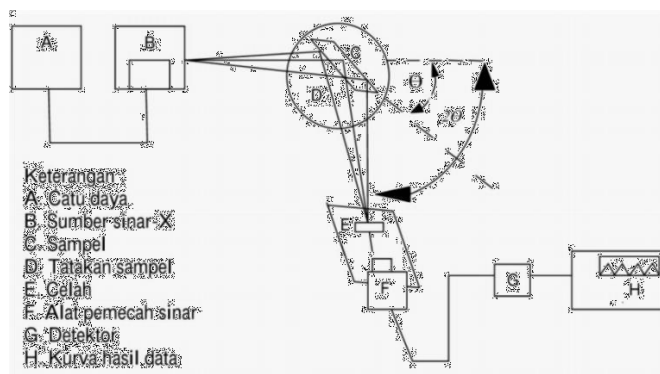 A
B
C
D
θ
2θ
E
F
G
H
Keterangan
A. Catu daya
B. Sumber sinar-X
C. Sampel
D. Tatakan sampel
E. Celah
F. Alat pemecah sinar
G. Detektor
H. Kurva hasil data